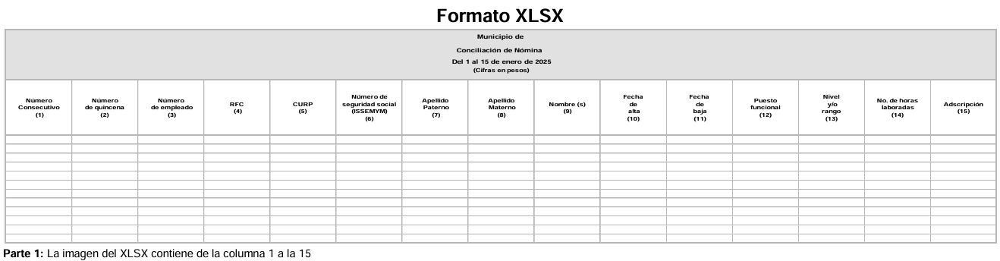 Formato XLSX
Municipio de
Conciliación de Nómina
Del 1 al 15 de enero de 2025
(Cifras en pesos)
Número
Consecutivo
(1)
Número
de quincena
(2)
Número
de empleado
(3)
RFC
(4)
CURP
(5)
Número de
seguridad social
(ISSEMYM)
(6)
Apellido
Paterno
(7)
Apellido
Materno
(8)
Nombre (s)
(9)
Fecha
de
alta
(10)
Fecha
de
baja
(11)
Puesto
funcional
(12)
Nivel
y/o
rango
(13)
No. de horas
laboradas
(14)
Adscripción
(15)
Parte 1: La imagen del XLSX contiene de la columna 1 a la 15